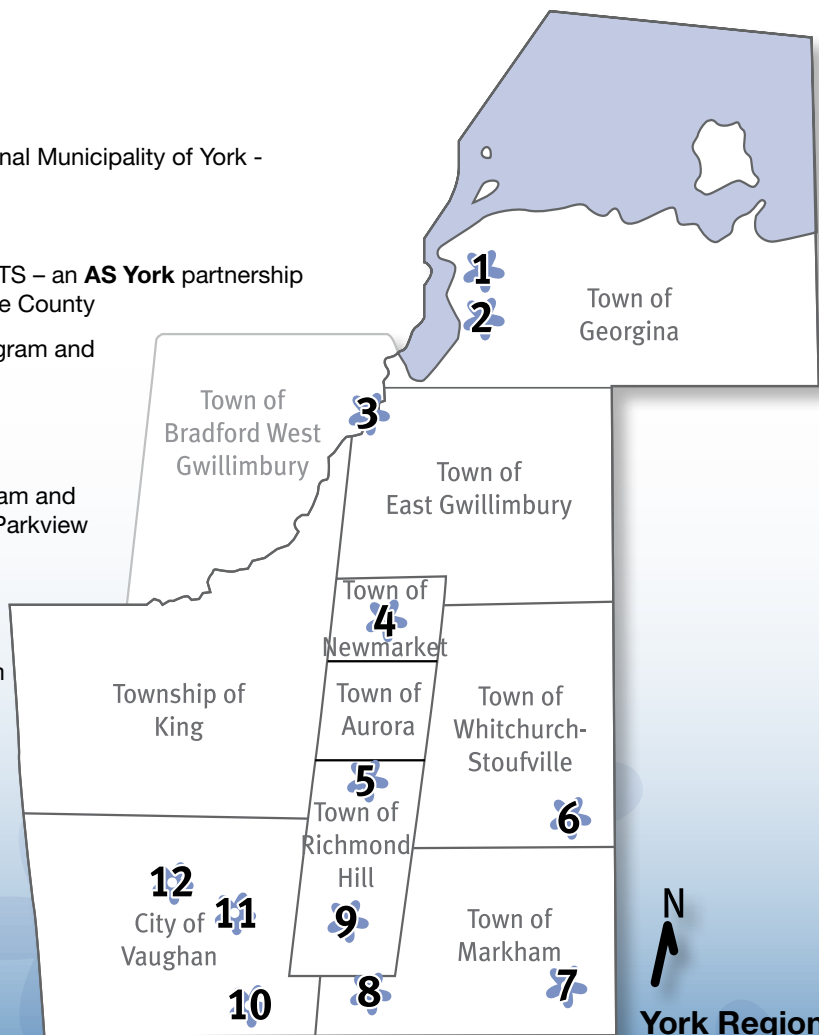 nal Municipality of York -
TS – an AS York partnership
e County
gram and
am and
Parkview
n
1
2
Town of
Georgina
3
Town of
Bradford West
Gwillimbury
Town of
East Gwillimbury
Town of
4
Newmarket
Township of
King
Town of
Aurora
Town of
Whitchurch-
Stoufville
5
6
Town of
Richmond
Hill
12
11
City of
Vaughan
9
Town of
Markham
10
8
7
N
York Region